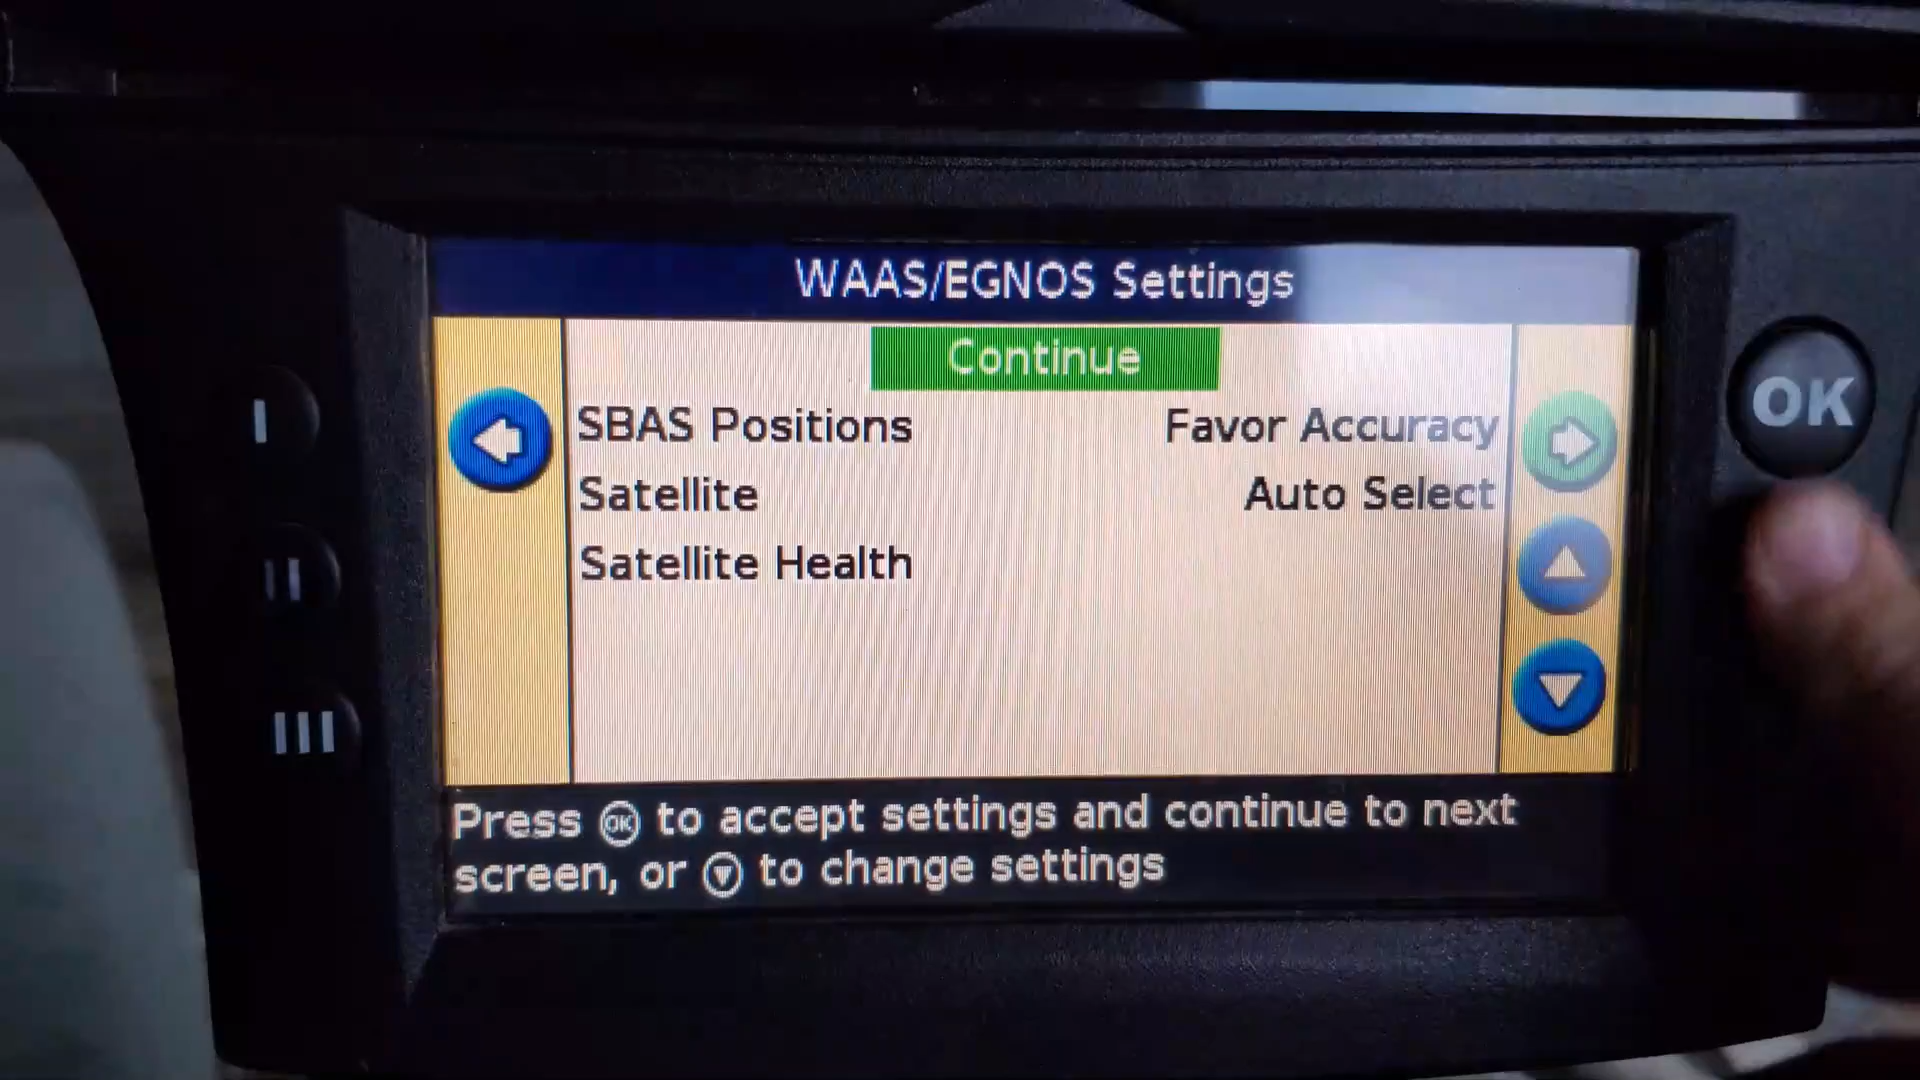 WAAS/EGNOS Settings
Continue
SBAS Positions Favor Accuracy
Satellite Auto Select
Satellite Health
Press OK to accept settings and continue to next
screen, or to change settings
I
II
III
OK